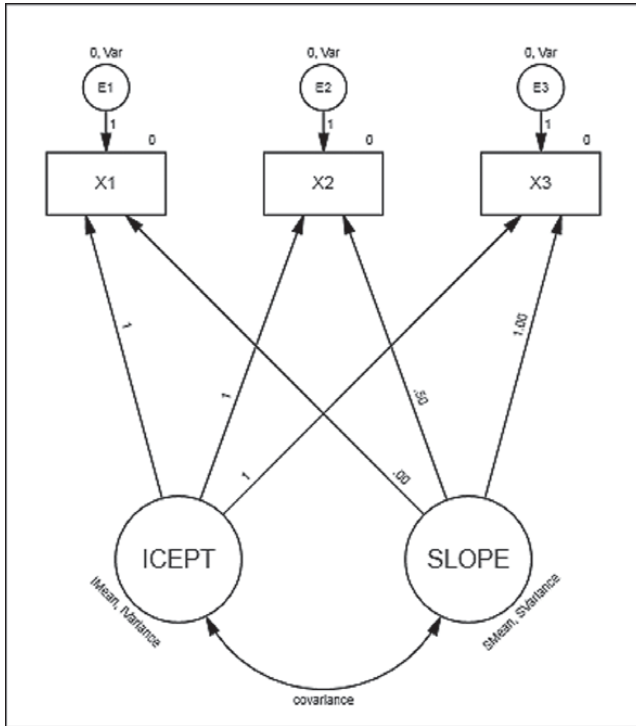 0, Var
0, Var
0, Var
E1
E2
E3
1
1
1
0
0
0
X1
X2
X3
1
1
1
.00
.50
1.00
ICEPT
SLOPE
IMean, IVariance
SMean, SVariance
covariance